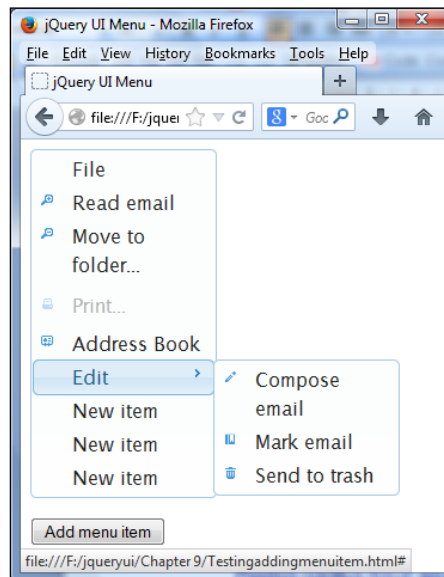 jQuery UI Menu - Mozilla Firefox
File Edit View History Bookmarks Tools Help
jQuery UI Menu
file:///F:/jquer
8 Goc
File
Read email
Move to
folder...
Print...
Address Book
Edit
Compose
email
New item
New item
Mark email
New item
Send to trash
Add menu item
file:///F:/jqueryui/Chapter 9/Testingaddingmenuitem.html#